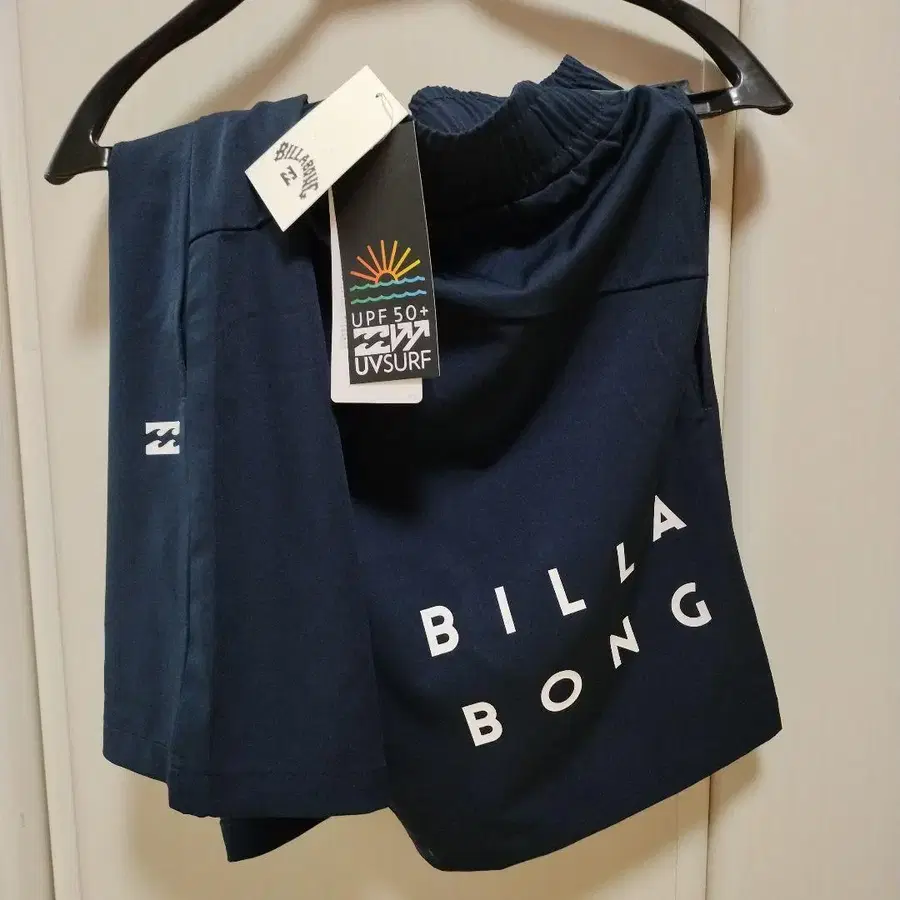 BILLABONG
UPF 50+
UVSURF
BILLA
BONG